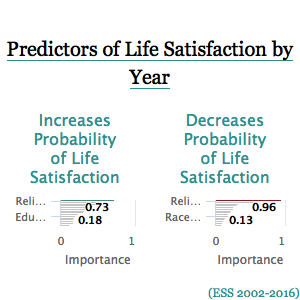 Predictors of Life Satisfaction by
Year
Increases
Probability
of Life
Satisfaction
Reli...
0.73
Edu...
0.18
0
1
Importance
Decreases
Probability
of Life
Satisfaction
Reli...
0.96
Race...
0.13
0
1
Importance
(ESS 2002-2016)